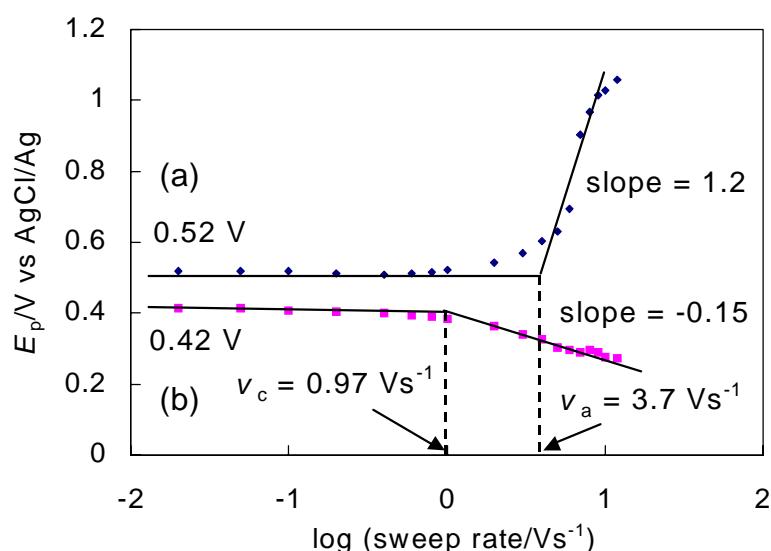 1.2
1
0.8
0.6
0.4
0.2
0
(a)
0.52 V
slope = 1.2
0.42 V
slope = -0.15
(b)
v c = 0.97 Vs-1
v a = 3.7 Vs-1
-2
-1
0
1
2
log (sweep rate/Vs-1)
Ep/V vs AgCl/Ag